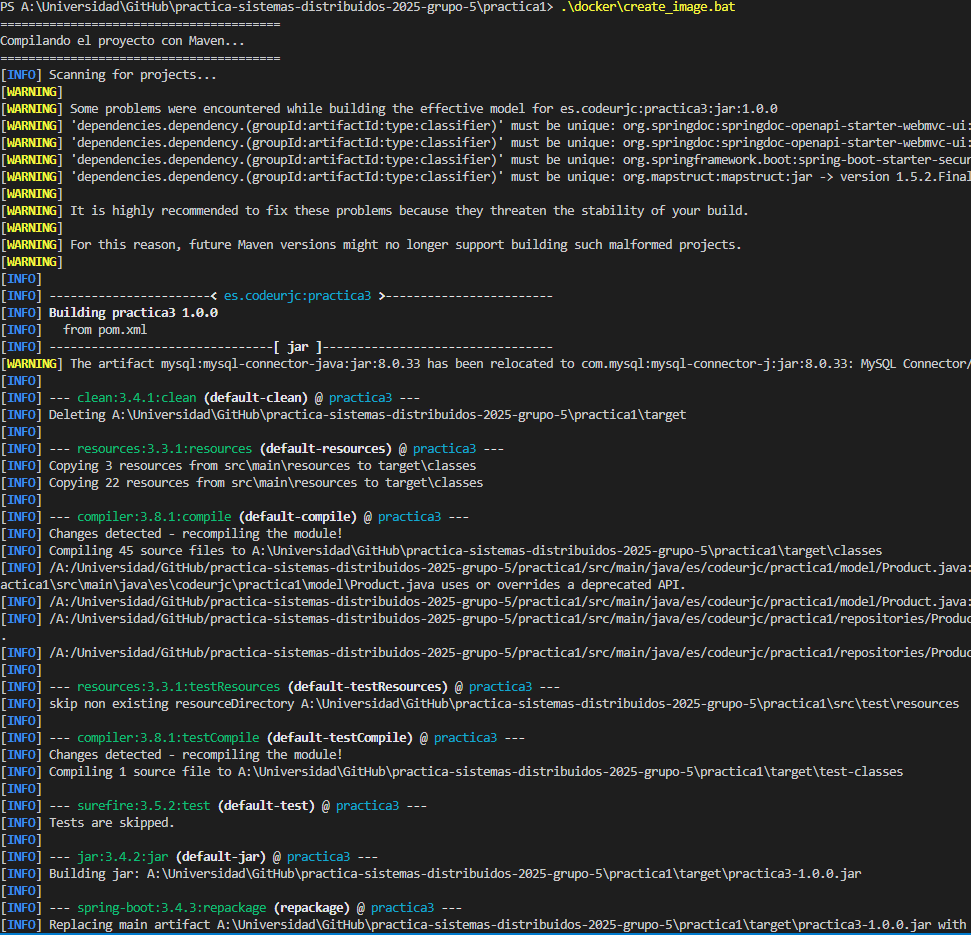 PS A:\Universidad\GitHub\practica-sistemas-distribuidos-2025-grupo-5\practica1> .\docker\create_image.bat
========================================
Compilando el proyecto con Maven...
========================================
[INFO] Scanning for projects...
[WARNING]
[WARNING] Some problems were encountered while building the effective model for es.codeurjc:practica3:jar:1.0.0
[WARNING] 'dependencies.dependency.(groupId:artifactId:type:classifier)' must be unique: org.springdoc:springdoc-openapi-starter-webmvc-ui:
[WARNING] 'dependencies.dependency.(groupId:artifactId:type:classifier)' must be unique: org.springdoc:springdoc-openapi-starter-webmvc-ui:
[WARNING] 'dependencies.dependency.(groupId:artifactId:type:classifier)' must be unique: org.springframework.boot:spring-boot-starter-secur
[WARNING] 'dependencies.dependency.(groupId:artifactId:type:classifier)' must be unique: org.mapstruct:mapstruct:jar -> version 1.5.2.Final
[WARNING]
[WARNING] It is highly recommended to fix these problems because they threaten the stability of your build.
[WARNING]
[WARNING] For this reason, future Maven versions might no longer support building such malformed projects.
[WARNING]
[INFO]
[INFO] -----------------------< es.codeurjc:practica3 >------------------------
[INFO] Building practica3 1.0.0
[INFO]   from pom.xml
[INFO] --------------------------------[ jar ]---------------------------------
[WARNING] The artifact mysql:mysql-connector-java:jar:8.0.33 has been relocated to com.mysql:mysql-connector-j:jar:8.0.33: MySQL Connector/
[INFO]
[INFO] --- clean:3.4.1:clean (default-clean) @ practica3 ---
[INFO] Deleting A:\Universidad\GitHub\practica-sistemas-distribuidos-2025-grupo-5\practica1\target
[INFO]
[INFO] --- resources:3.3.1:resources (default-resources) @ practica3 ---
[INFO] Copying 3 resources from src\main\resources to target\classes
[INFO] Copying 22 resources from src\main\resources to target\classes
[INFO]
[INFO] --- compiler:3.8.1:compile (default-compile) @ practica3 ---
[INFO] Changes detected - recompiling the module!
[INFO] Compiling 45 source files to A:\Universidad\GitHub\practica-sistemas-distribuidos-2025-grupo-5\practica1\target\classes
[INFO] /A:/Universidad/GitHub/practica-sistemas-distribuidos-2025-grupo-5/practica1/src/main/java/es/codeurjc/practica1/model/Product.java:
actica1\src\main\java\es\codeurjc\practica1\model\Product.java uses or overrides a deprecated API.
[INFO] /A:/Universidad/GitHub/practica-sistemas-distribuidos-2025-grupo-5/practica1/src/main/java/es/codeurjc/practica1/model/Product.java:
[INFO] /A:/Universidad/GitHub/practica-sistemas-distribuidos-2025-grupo-5/practica1/src/main/java/es/codeurjc/practica1/repositories/Produc
.
[INFO] /A:/Universidad/GitHub/practica-sistemas-distribuidos-2025-grupo-5/practica1/src/main/java/es/codeurjc/practica1/repositories/Produc
[INFO]
[INFO] --- resources:3.3.1:testResources (default-testResources) @ practica3 ---
[INFO] skip non existing resourceDirectory A:\Universidad\GitHub\practica-sistemas-distribuidos-2025-grupo-5\practica1\src\test\resources
[INFO]
[INFO] --- compiler:3.8.1:testCompile (default-testCompile) @ practica3 ---
[INFO] Changes detected - recompiling the module!
[INFO] Compiling 1 source file to A:\Universidad\GitHub\practica-sistemas-distribuidos-2025-grupo-5\practica1\target\test-classes
[INFO]
[INFO] --- surefire:3.5.2:test (default-test) @ practica3 ---
[INFO] Tests are skipped.
[INFO]
[INFO] --- jar:3.4.2:jar (default-jar) @ practica3 ---
[INFO] Building jar: A:\Universidad\GitHub\practica-sistemas-distribuidos-2025-grupo-5\practica1\target\practica3-1.0.0.jar
[INFO]
[INFO] --- spring-boot:3.4.3:repackage (repackage) @ practica3 ---
[INFO] Replacing main artifact A:\Universidad\GitHub\practica-sistemas-distribuidos-2025-grupo-5\practica1\target\practica3-1.0.0.jar with